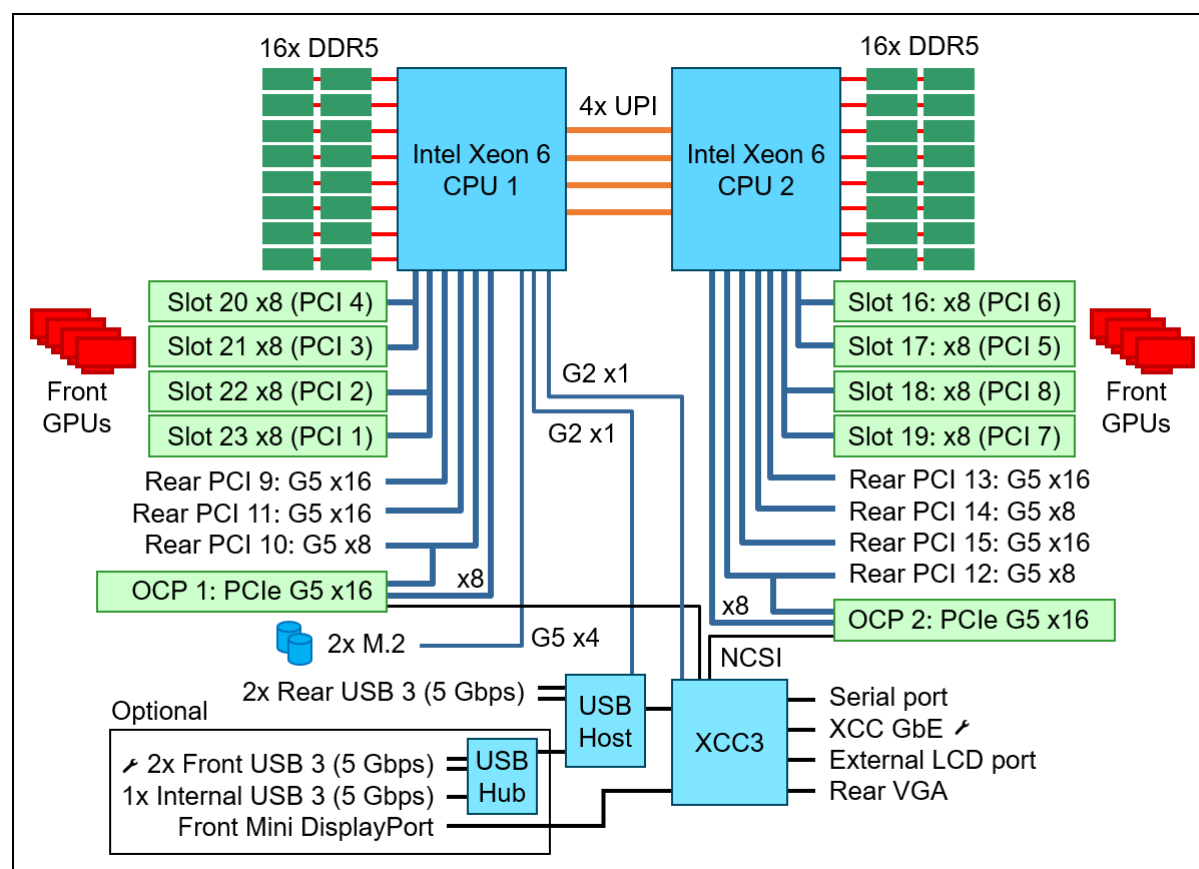 16x DDR5
16x DDR5
4x UPI
Intel Xeon 6
CPU 1
Intel Xeon 6
CPU 2
Slot 20 x8 (PCI 4)
Slot 21 x8 (PCI 3)
Slot 22 x8 (PCI 2)
Slot 23 x8 (PCI 1)
Front
GPUs
Slot 16: x8 (PCI 6)
Slot 17: x8 (PCI 5)
Slot 18: x8 (PCI 8)
Slot 19: x8 (PCI 7)
Front
GPUs
G2 x1
G2 x1
Rear PCI 9: G5 x16
Rear PCI 11: G5 x16
Rear PCI 10: G5 x8
OCP 1: PCIe G5 x16
x8
Rear PCI 13: G5 x16
Rear PCI 14: G5 x8
Rear PCI 15: G5 x16
Rear PCI 12: G5 x8
x8
OCP 2: PCIe G5 x16
2x M.2
G5 x4
NCSI
2x Rear USB 3 (5 Gbps)
USB
Host
XCC3
Serial port
XCC GbE
External LCD port
Rear VGA
Optional
2x Front USB 3 (5 Gbps)
1x Internal USB 3 (5 Gbps)
USB
Hub
Front Mini DisplayPort